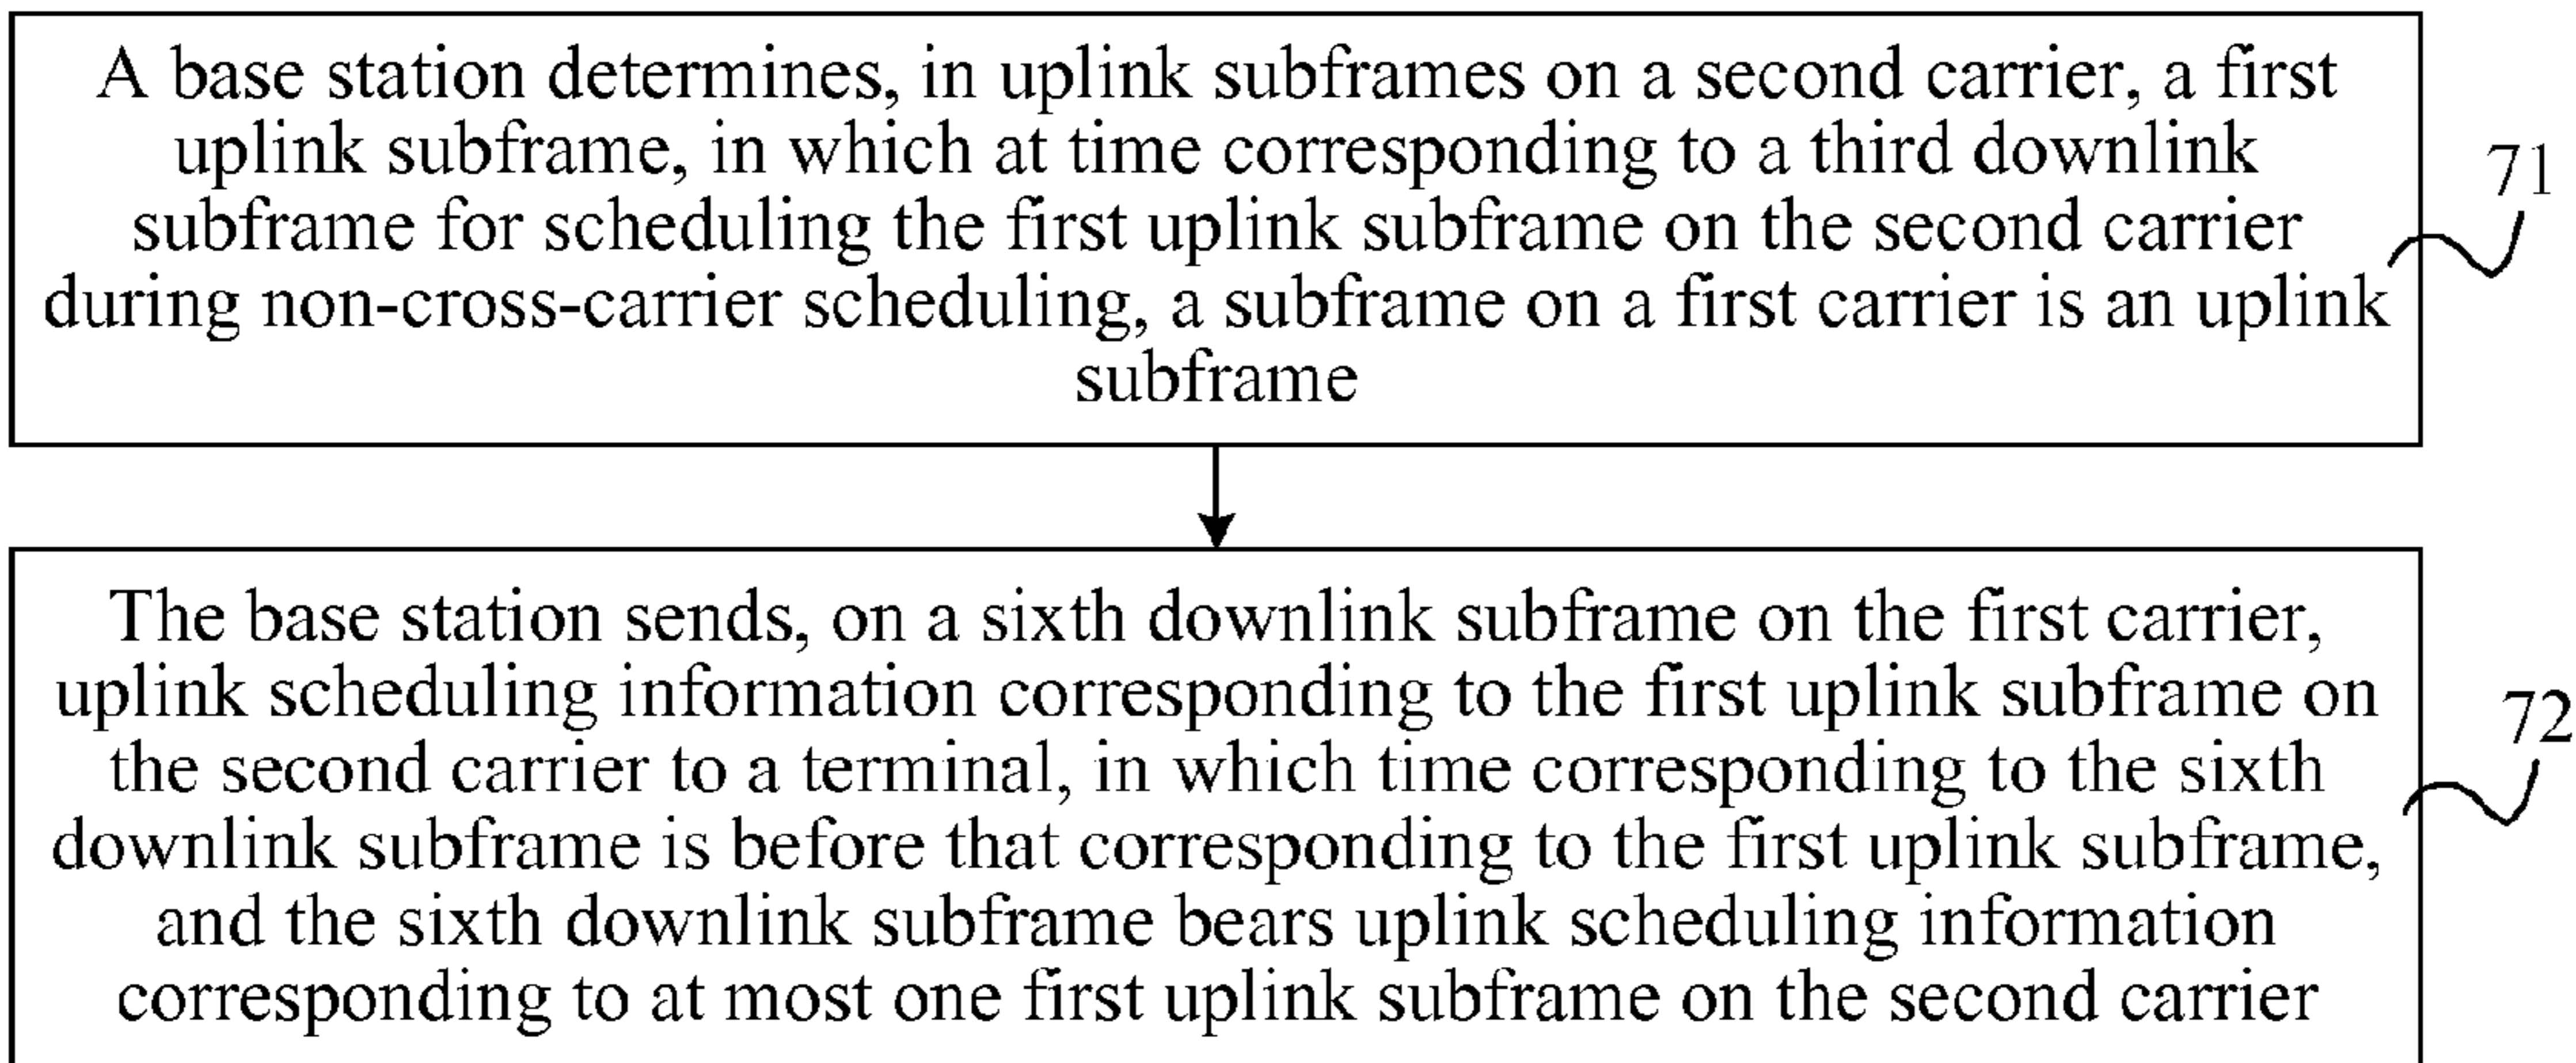 A base station determines, in uplink subframes on a second carrier, a first
uplink subframe, in which at time corresponding to a third downlink
subframe for scheduling the first uplink subframe on the second carrier
during non-cross-carrier scheduling, a subframe on a first carrier is an uplink
subframe
71
The base station sends, on a sixth downlink subframe on the first carrier,
uplink scheduling information corresponding to the first uplink subframe on
the second carrier to a terminal, in which time corresponding to the sixth
downlink subframe is before that corresponding to the first uplink subframe,
and the sixth downlink subframe bears uplink scheduling information
corresponding to at most one first uplink subframe on the second carrier
72